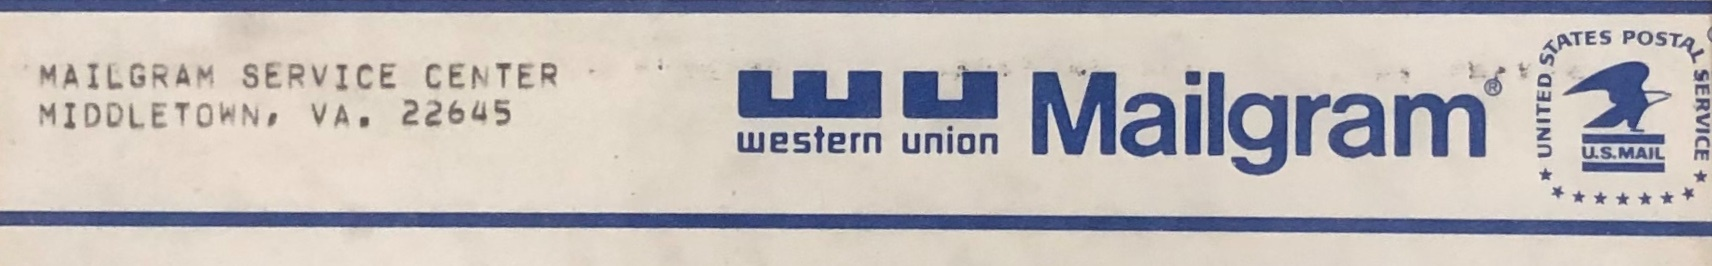 MAILGRAM SERVICE CENTER
MIDDLETOWN, VA. 22645
western union
Mailgram®
UNITED STATES POSTAL SERVICE
U.S.MAIL